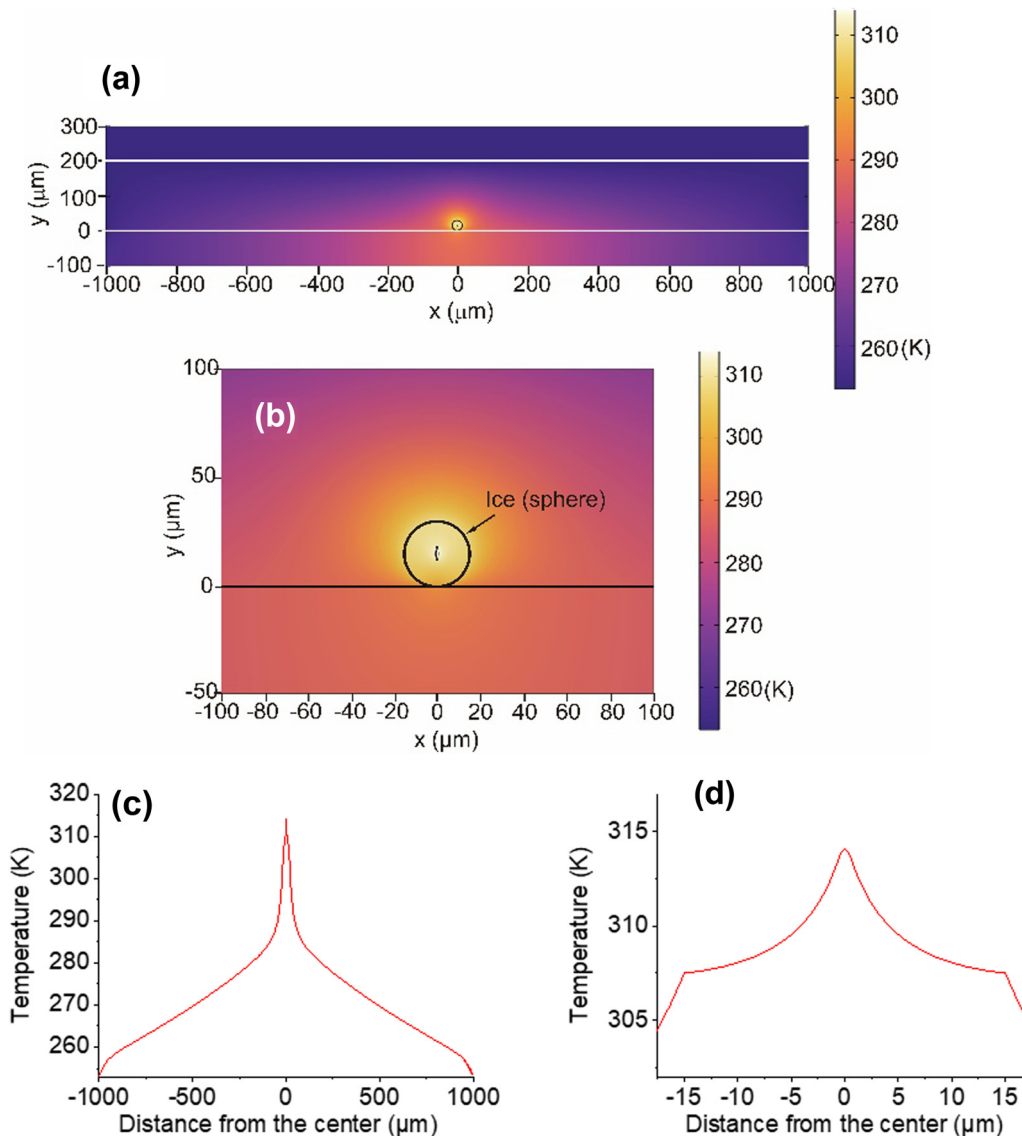 (a)
300
200
100
0
-100
y (μm)
-1000 -800 -600 -400 -200 0 200 400 600 800 1000
x (μm)
310
300
290
280
270
260 (K)
(b)
100
50
0
-50
y (μm)
Ice (sphere)
-100 -80 -60 -40 -20 0 20 40 60 80 100
x (μm)
310
300
290
280
270
260 (K)
(c)
320
310
300
290
280
270
260
Temperature (K)
-1000 -500 0 500 1000
Distance from the center (μm)
(d)
315
310
305
Temperature (K)
-15 -10 -5 0 5 10 15
Distance from the center (μm)